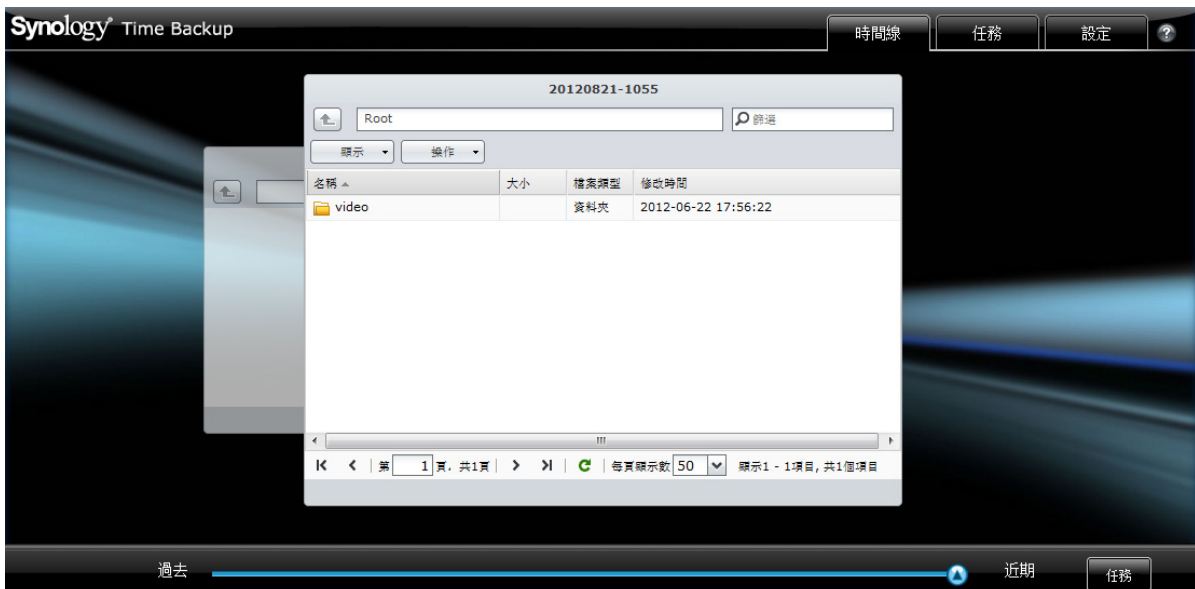 Synology® Time Backup 時間線 任務 設定 ?
20120821-1055
Root 篩選
顯示 操作
名稱 大小 檔案類型 修改時間
video 資料夾 2012-06-22 17:56:22
第 1 頁, 共1頁 每頁顯示數 50 顯示1 - 1項目, 共1個項目
過去 近期 任務